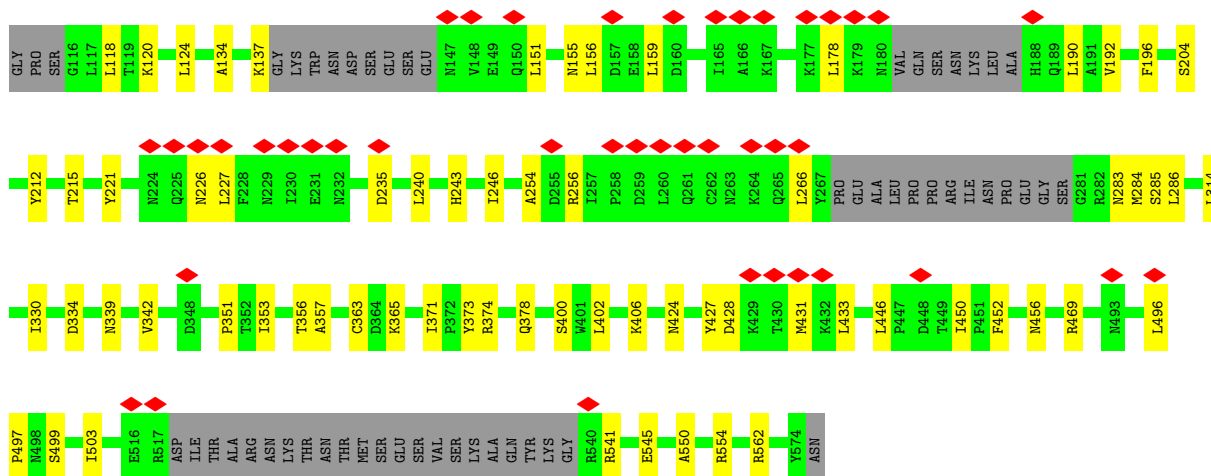 GLY PRO SER G116 L117 L118 T119 K120 L124 A134 K137 GLY LYS TRP ASN ASP SER GLU SER GLU N147 V148 E149 Q150 L151 N155 L156 D157 E158 L159 D160 I165 A166 K167 K177 L178 K179 N180 VAL GLN SER ASN LYS LEU ALA H188 Q189 L190 A191 V192 F196 S204
Y212 T215 Y221 N224 Q225 N226 L227 F228 N229 I230 E231 N232 D235 L240 H243 I246 A254 D255 R256 I257 P258 D259 L260 Q261 C262 N263 K264 Q265 L266 Y267 PRO GLU ALA LEU PRO PRO ARG ILE ASN PRO GLU GLY SER G281 R282 N283 M284 S285 L286 L314
I330 D334 N339 V342 D348 P351 T352 I353 T356 A357 C363 D364 K365 I371 P372 Y373 R374 Q378 S400 W401 L402 K406 N424 Y427 D428 K429 T430 M431 K432 L433 L446 P447 D448 T449 I450 P451 F452 N456 R469 N493 L496
P497 N498 S499 I503 E516 R517 ASP ILE THR ALA ARG ASN LYS THR ASN THR MET SER GLU SER VAL SER LYS ALA GLN TYR LYS GLY R540 R541 E545 A550 R554 R562 Y574 ASN